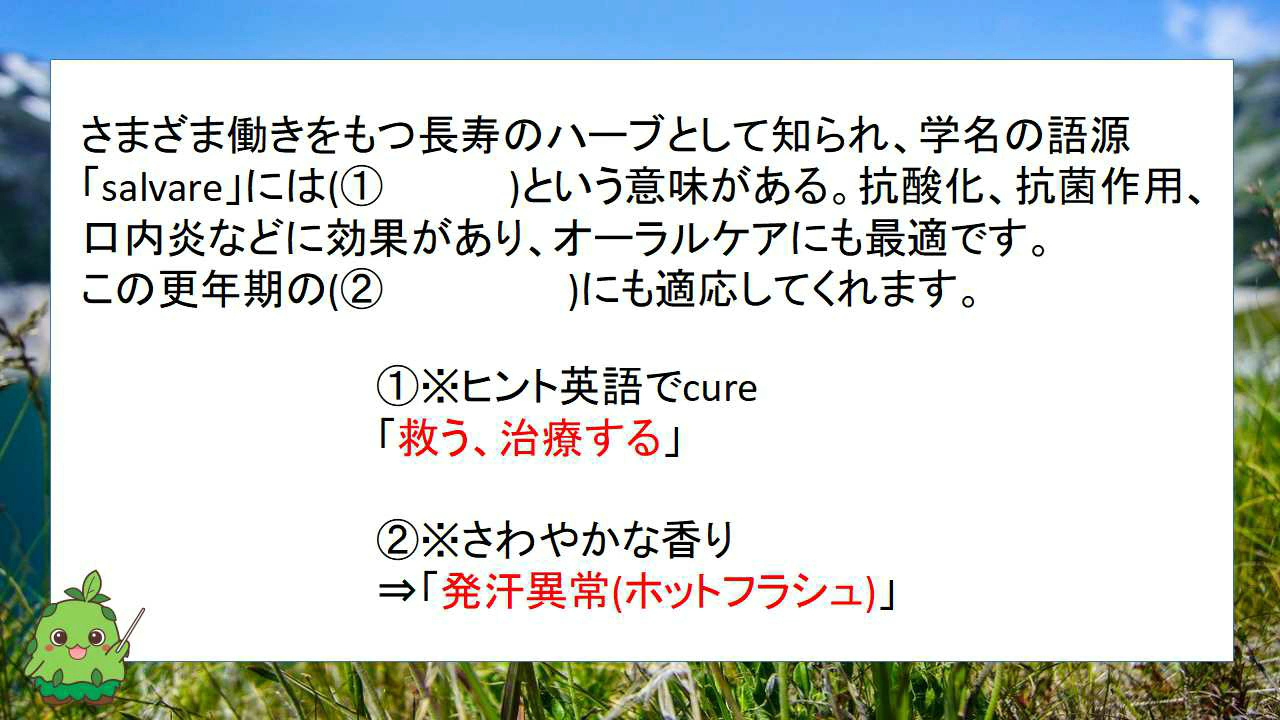 さまざま働きをもつ長寿のハーブとして知られ、学名の語源
「salvare」には(①　　　)という意味がある。抗酸化、抗菌作用、
口内炎などに効果があり、オーラルケアにも最適です。
この更年期の(②　　　　)にも適応してくれます。
①※ヒント英語でcure
「救う、治療する」
②※さわやかな香り
⇒「発汗異常(ホットフラシュ)」